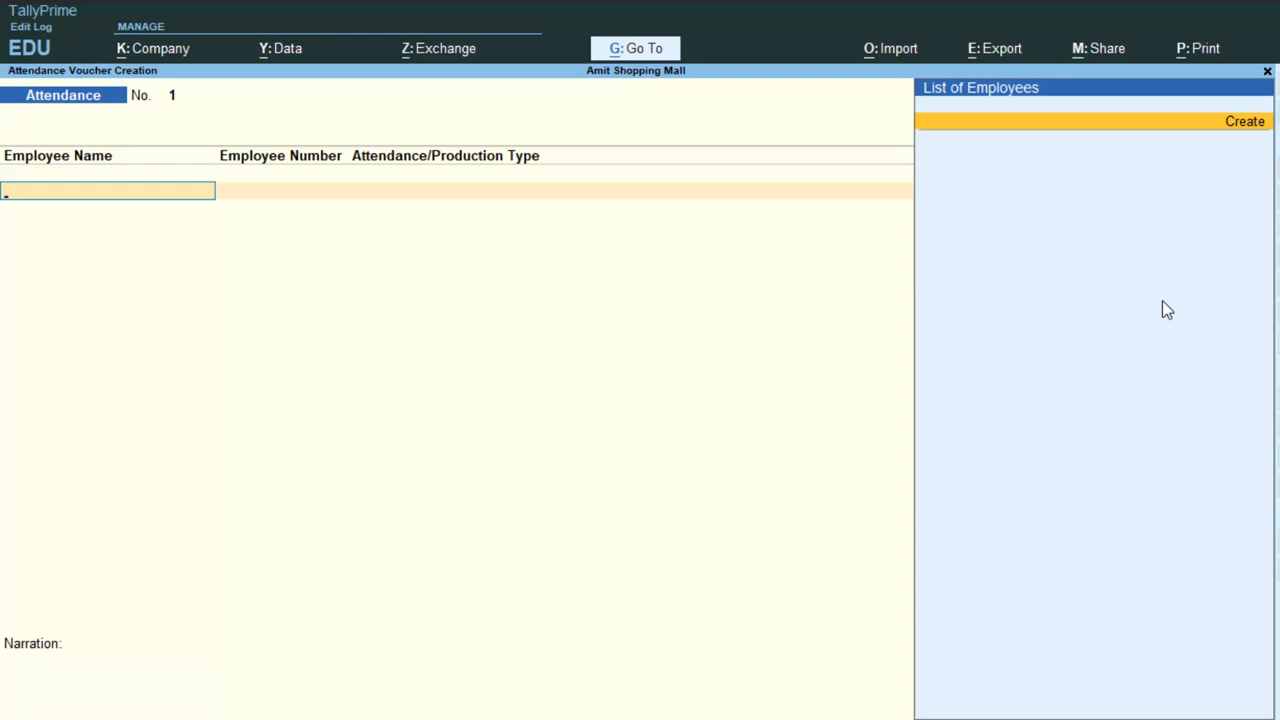 TallyPrime
Edit Log
MANAGE
EDU
K: Company
Y: Data
Z: Exchange
G: Go To
O: Import
E: Export
M: Share
P: Print
Attendance Voucher Creation
Amit Shopping Mall
x
Attendance No. 1
List of Employees
Create
Employee Name Employee Number Attendance/Production Type
Narration: